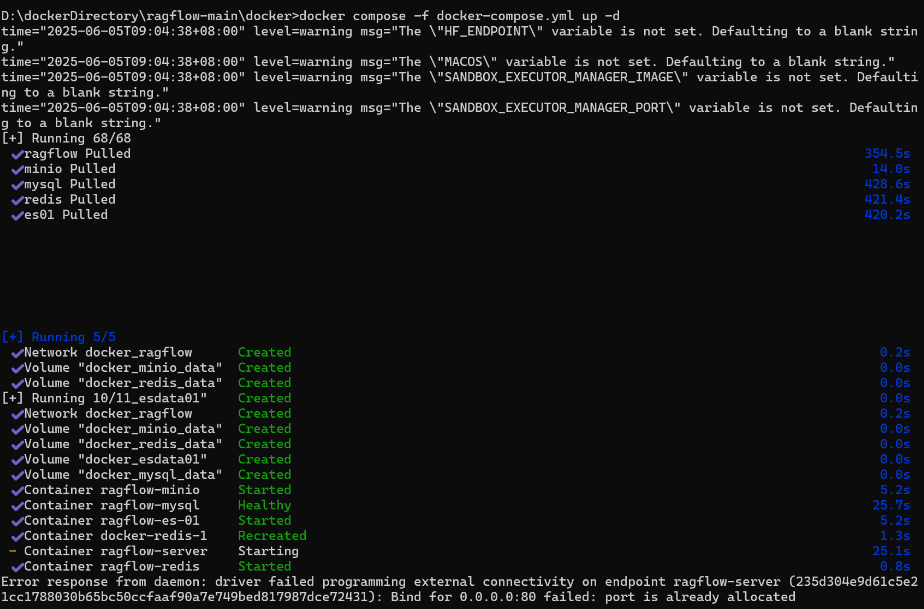 D:\dockerDirectory\ragflow-main\docker>docker compose -f docker-compose.yml up -d
time="2025-06-05T09:04:38+08:00" level=warning msg="The \"HF_ENDPOINT\" variable is not set. Defaulting to a blank strin
g."
time="2025-06-05T09:04:38+08:00" level=warning msg="The \"MACOS\" variable is not set. Defaulting to a blank string."
time="2025-06-05T09:04:38+08:00" level=warning msg="The \"SANDBOX_EXECUTOR_MANAGER_IMAGE\" variable is not set. Defaulti
ng to a blank string."
time="2025-06-05T09:04:38+08:00" level=warning msg="The \"SANDBOX_EXECUTOR_MANAGER_PORT\" variable is not set. Defaultin
g to a blank string."
[+] Running 68/68
✔ragflow Pulled 354.5s
✔minio Pulled 14.0s
✔mysql Pulled 428.6s
✔redis Pulled 421.4s
✔es01 Pulled 420.2s
[+] Running 5/5
✔Network docker_ragflow Created 0.2s
✔Volume "docker_minio_data" Created 0.0s
✔Volume "docker_redis_data" Created 0.0s
[+] Running 10/11_esdata01" Created 0.0s
✔Network docker_ragflow Created 0.2s
✔Volume "docker_minio_data" Created 0.0s
✔Volume "docker_redis_data" Created 0.0s
✔Volume "docker_esdata01" Created 0.0s
✔Volume "docker_mysql_data" Created 0.0s
✔Container ragflow-minio Started 5.2s
✔Container ragflow-mysql Healthy 25.7s
✔Container ragflow-es-01 Started 5.2s
✔Container docker-redis-1 Recreated 1.3s
- Container ragflow-server Starting 25.1s
✔Container ragflow-redis Started 0.8s
Error response from daemon: driver failed programming external connectivity on endpoint ragflow-server (235d304e9d61c5e2
1cc1788030b65bc50ccfaaf90a7e749bed817987dce72431): Bind for 0.0.0.0:80 failed: port is already allocated